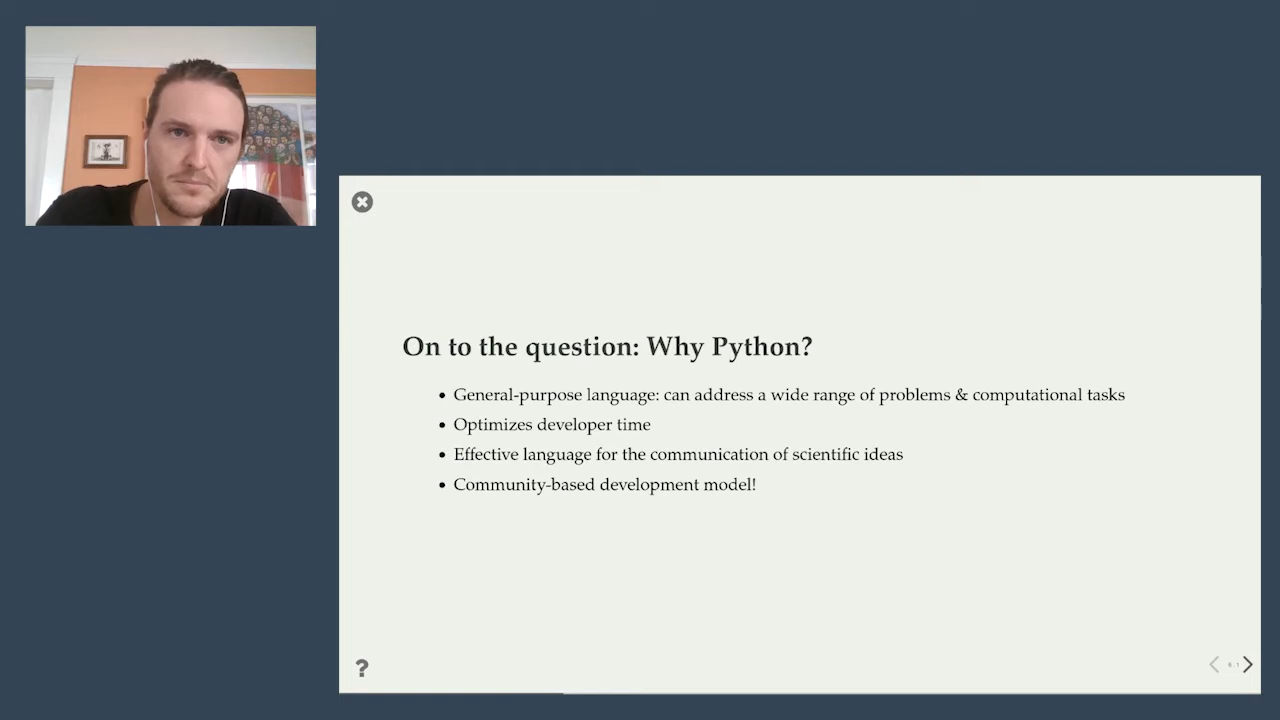 On to the question: Why Python?
• General-purpose language: can address a wide range of problems & computational tasks
• Optimizes developer time
• Effective language for the communication of scientific ideas
• Community-based development model!
?